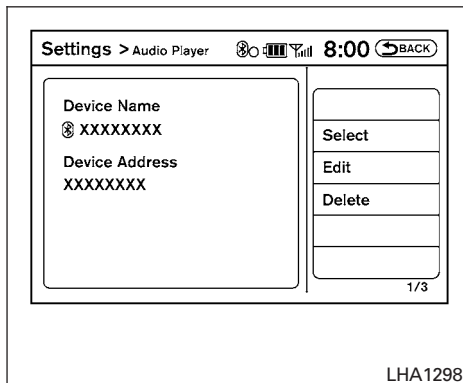 Settings > Audio Player 8:00 BACK
Device Name
XXXXXXXX
Device Address
XXXXXXXX
Select
Edit
Delete
1/3
LHA1298